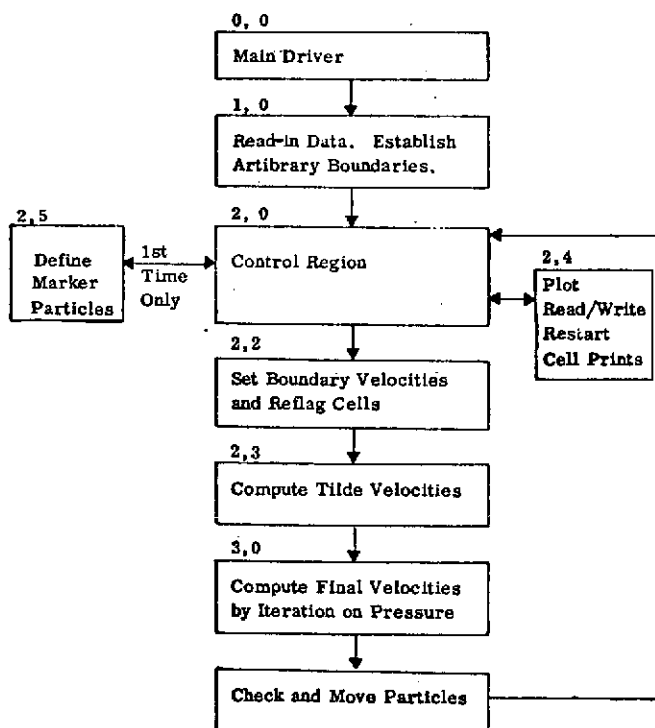 0, 0
Main Driver
1, 0
Read-in Data. Establish
Artibrary Boundaries.
2, 0
Control Region
2,5
Define
Marker
Particles
1st
Time
Only
2,4
Plot
Read/Write
Restart
Cell Prints
2,2
Set Boundary Velocities
and Reflag Cells
2,3
Compute Tilde Velocities
3,0
Compute Final Velocities
by Iteration on Pressure
Check and Move Particles